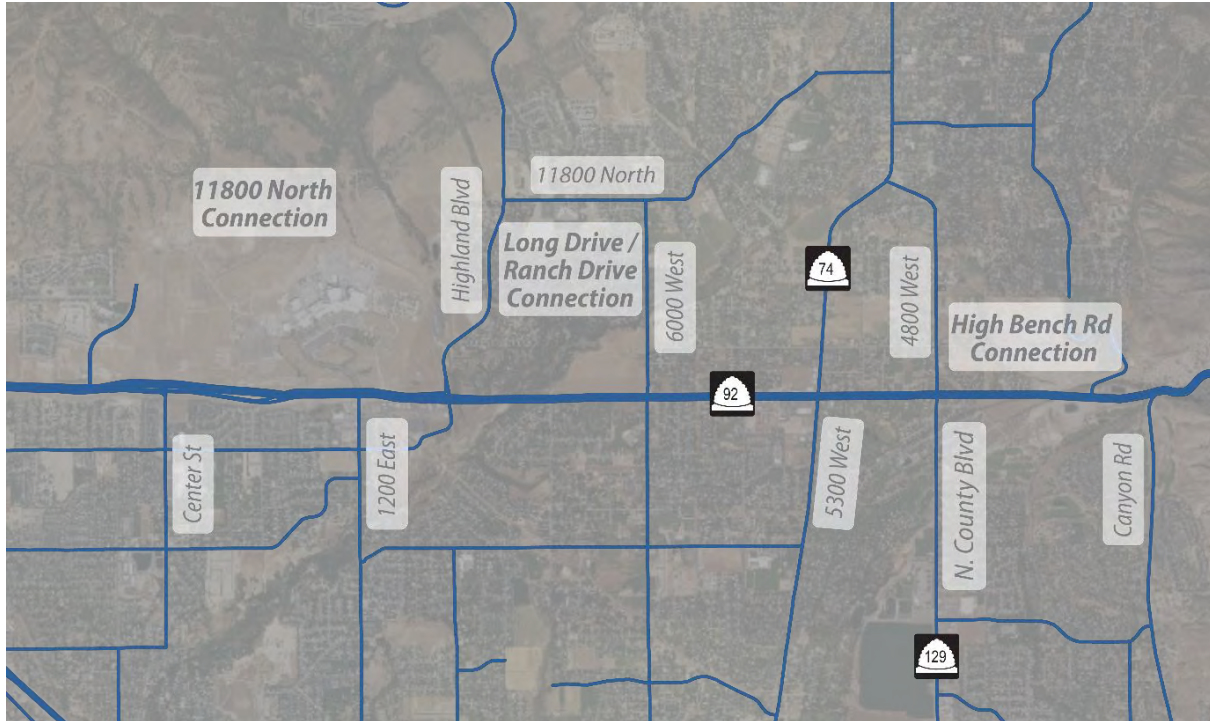 11800 North
Connection
Highland Blvd
11800 North
Long Drive /
Ranch Drive
Connection
6000 West
74
4800 West
High Bench Rd
Connection
92
Center St
1200 East
5300 West
N. County Blvd
Canyon Rd
129